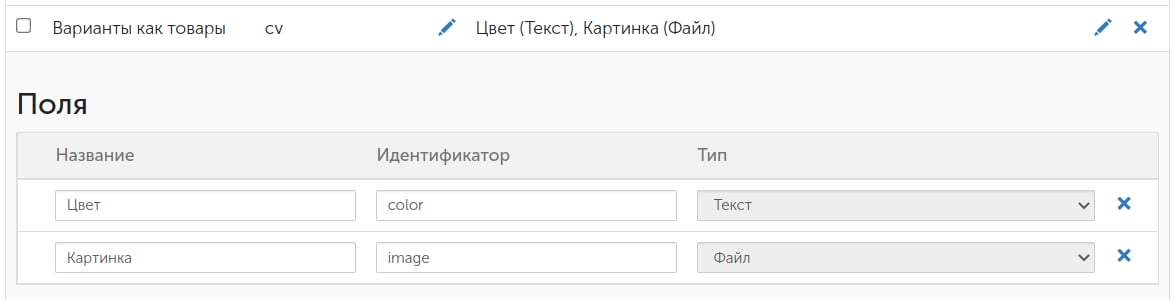 Варианты как товары cv Цвет (Текст), Картинка (Файл)
Поля
Название Идентификатор Тип
Цвет color Текст
Картинка image Файл